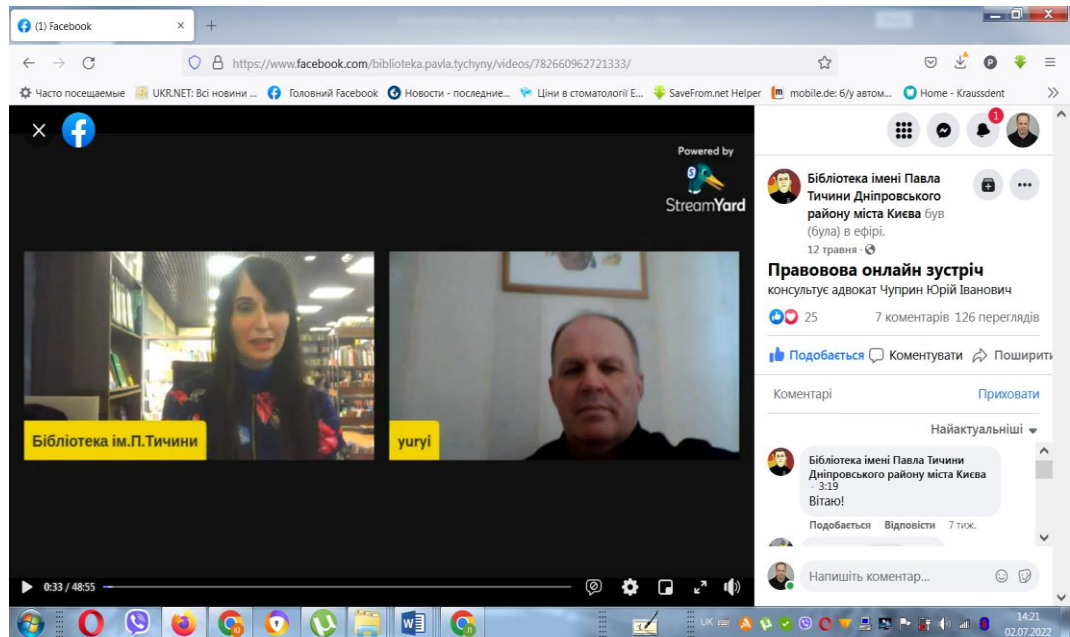 (1) Facebook
https://www.facebook.com/biblioteka.pavla.tychyny/videos/782660962721333/
Часто посещаемые
UKR.NET: Всі новини ...
Головний Facebook
Новости - последние...
Ціни в стоматології Е...
SaveFrom.net Helper
mobile.de: б/у автом...
Home - Kraussdent
Powered by
StreamYard
Бібліотека ім.П.Тичини
yuryi
0:33 / 48:55
1
Бібліотека імені Павла
Тичини Дніпровського
району міста Києва був
(була) в ефірі.
12 травня ·
Правовова онлайн зустріч
консультує адвокат Чуприн Юрій Іванович
25 7 коментарів 126 переглядів
Подобається Коментувати Поширити
Коментарі Приховати
Найактуальніші
Бібліотека імені Павла Тичини
Дніпровського району міста Києва
· 3:19
Вітаю!
Подобається Відповісти 7 тиж.
Напишіть коментар...
UK
14:21
02.07.2022